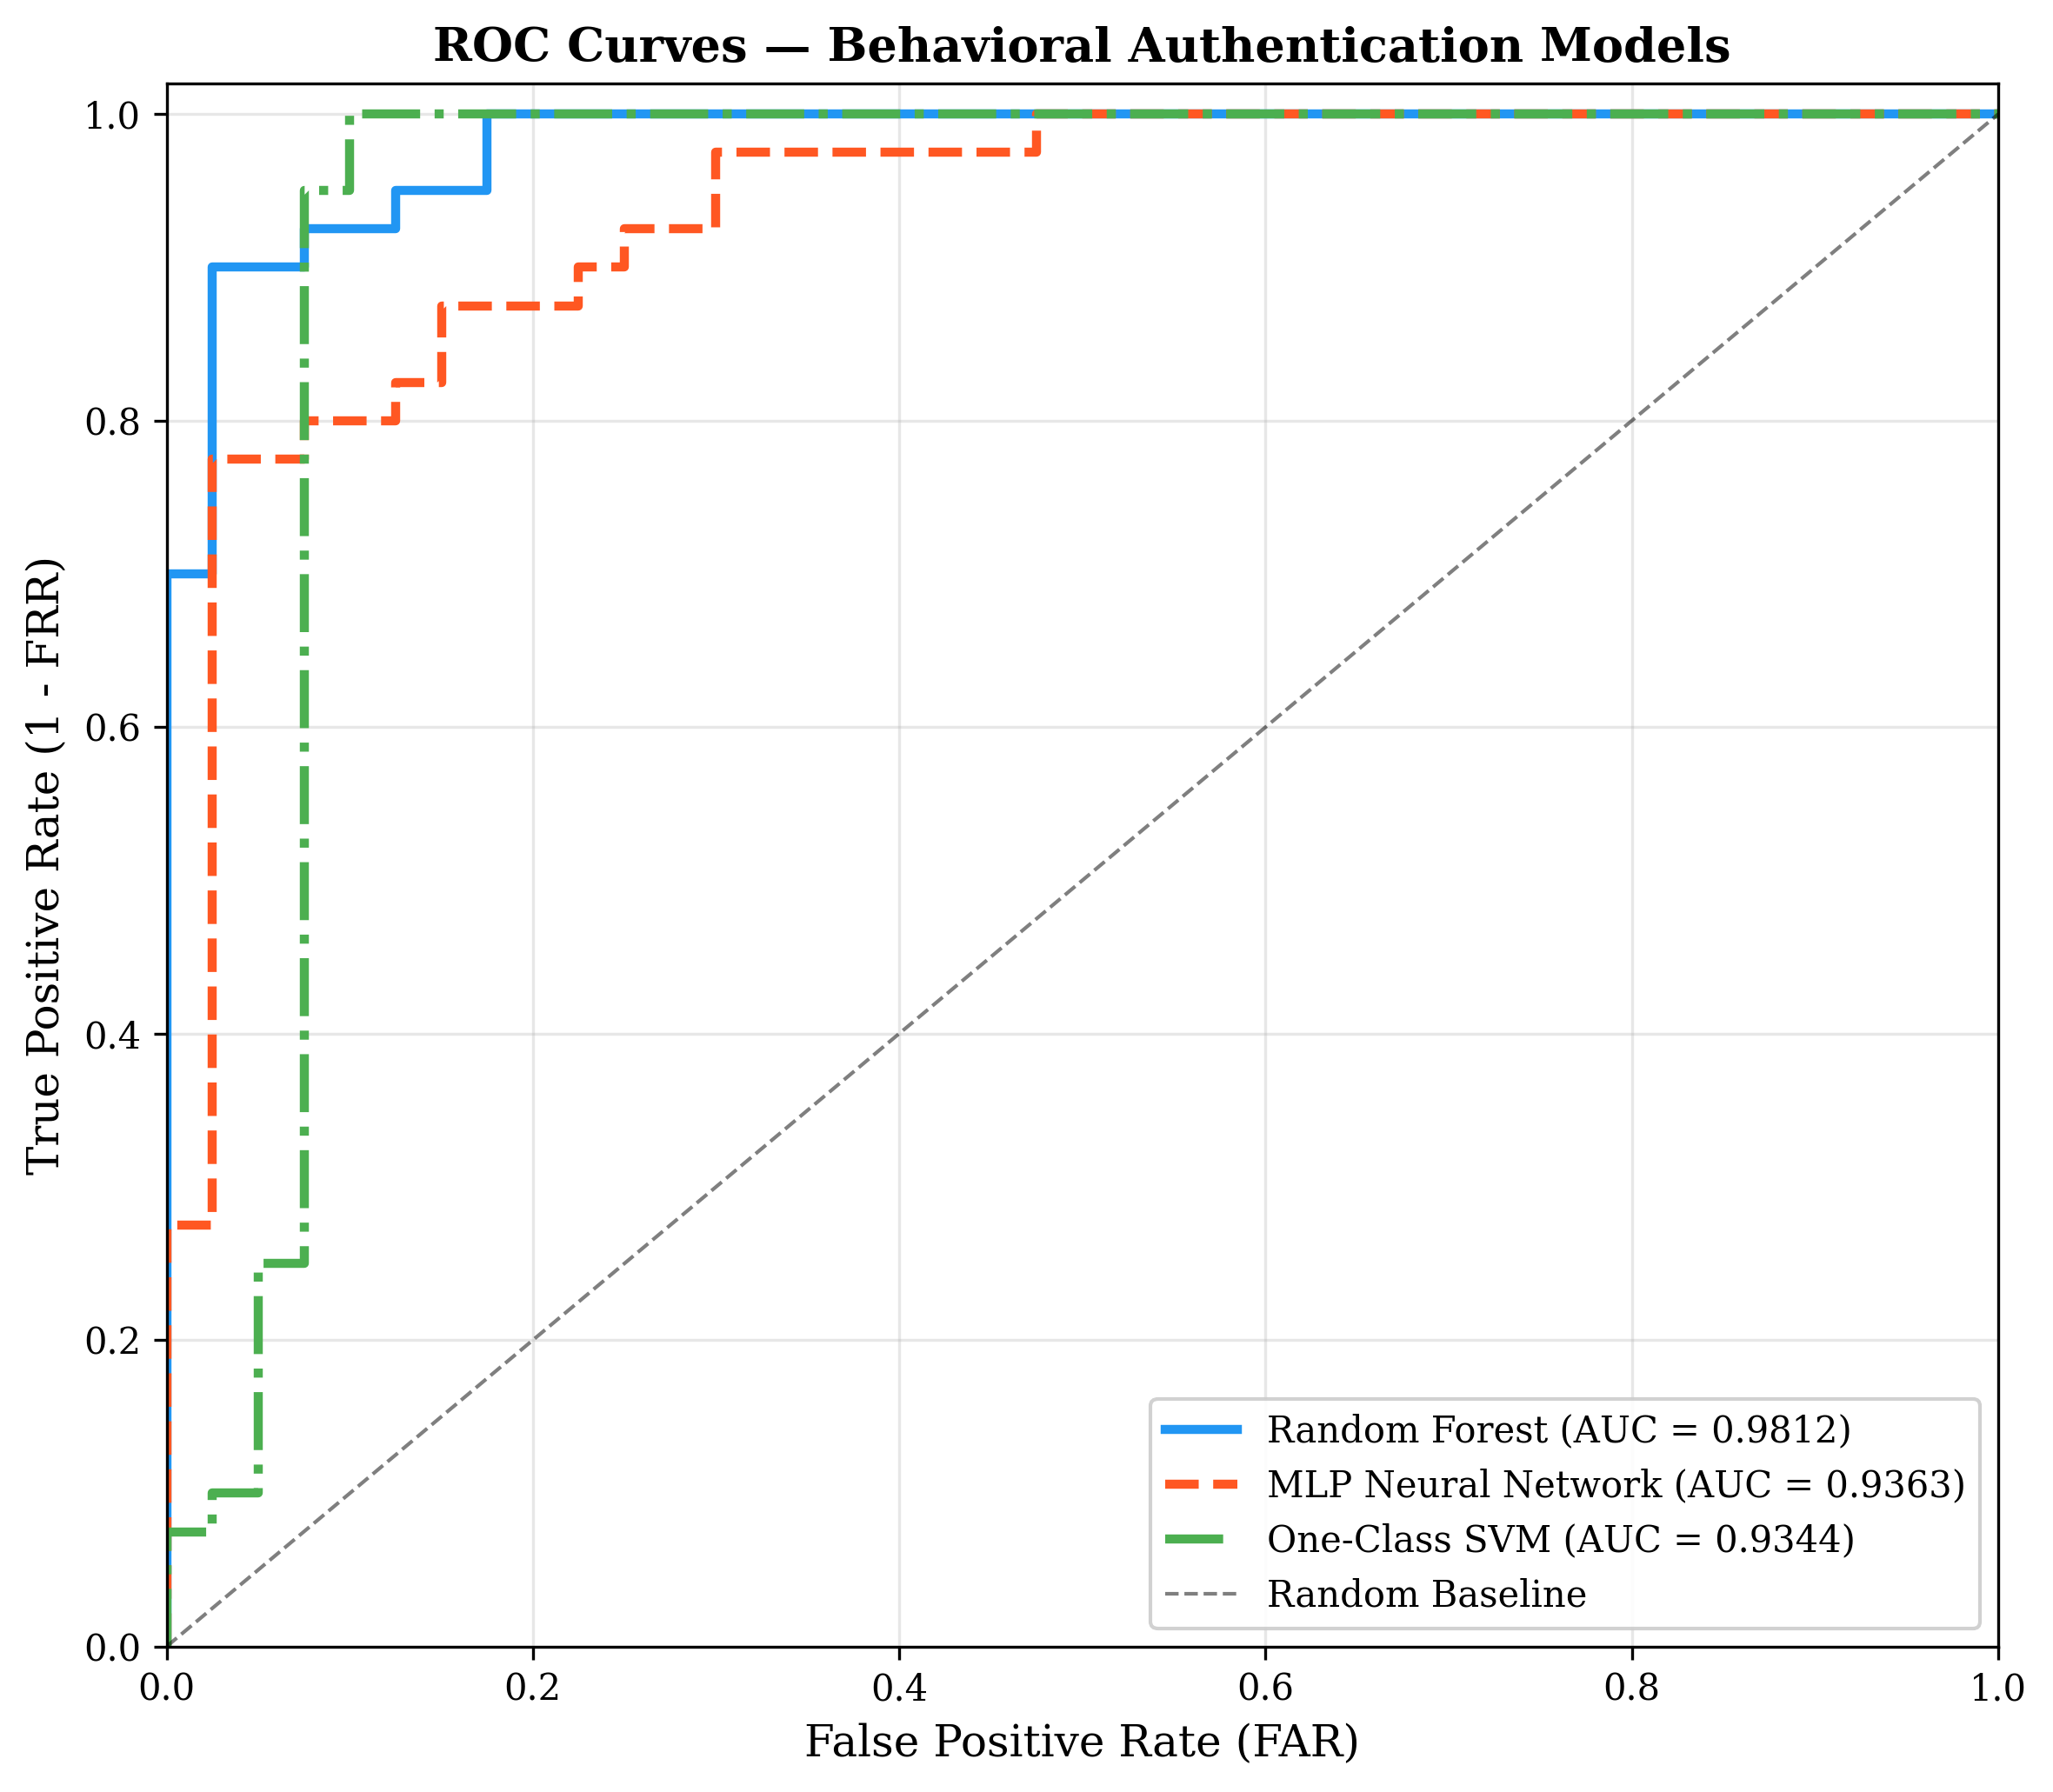 ROC Curves — Behavioral Authentication Models
True Positive Rate (1 - FRR)
1.0
0.8
0.6
0.4
0.2
0.0
0.0 0.2 0.4 0.6 0.8 1.0
False Positive Rate (FAR)
Random Forest (AUC = 0.9812)
MLP Neural Network (AUC = 0.9363)
One-Class SVM (AUC = 0.9344)
Random Baseline